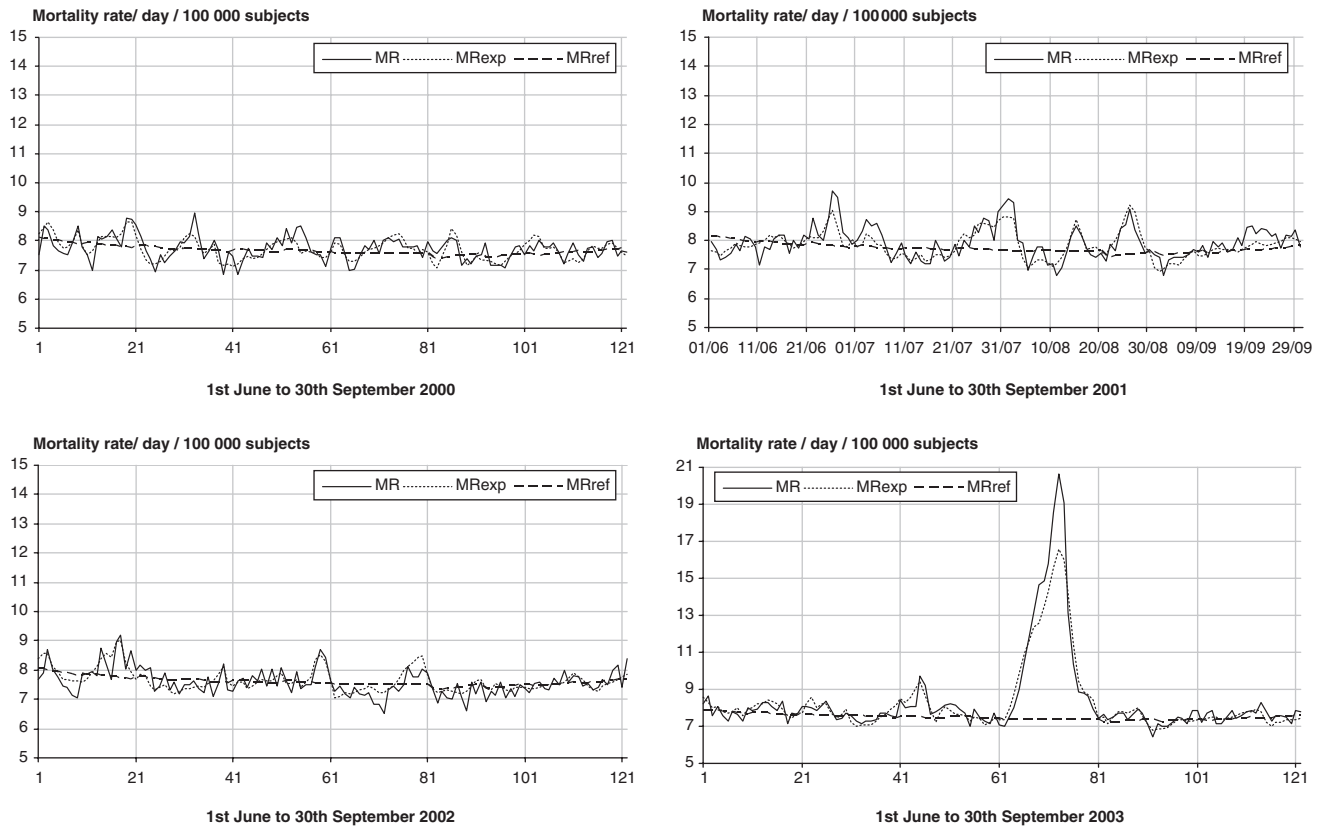 Mortality rate/ day / 100 000 subjects
15
14
13
12
11
10
9
8
7
6
5
MR MRexp MRref
1 21 41 61 81 101 121
1st June to 30th September 2000
Mortality rate/ day / 100 000 subjects
15
14
13
12
11
10
9
8
7
6
5
MR MRexp MRref
01/06 11/06 21/06 01/07 11/07 21/07 31/07 10/08 20/08 30/08 09/09 19/09 29/09
1st June to 30th September 2001
Mortality rate/ day / 100 000 subjects
15
14
13
12
11
10
9
8
7
6
5
MR MRexp MRref
1 21 41 61 81 101 121
1st June to 30th September 2002
Mortality rate / day / 100 000 subjects
21
19
17
15
13
11
9
7
5
MR MRexp MRref
1 21 41 61 81 101 121
1st June to 30th September 2003